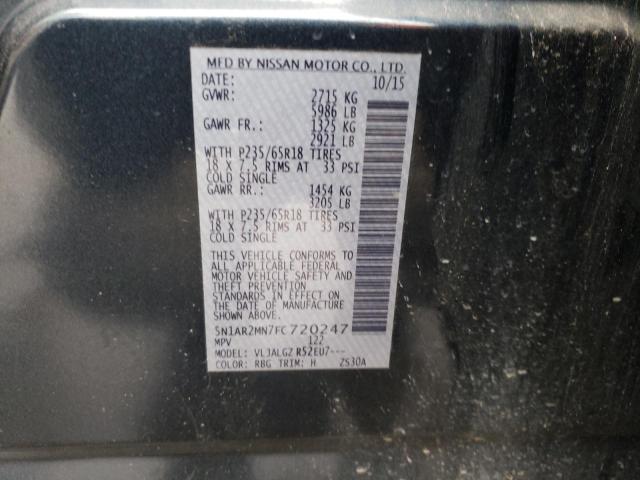 MFD BY NISSAN MOTOR CO., LTD.
DATE: 10/15
GVWR: 2715 KG
5986 LB
GAWR FR.: 1325 KG
2921 LB
WITH P235/65R18 TIRES
18 X 7.5 RIMS AT 33 PSI
COLD SINGLE
GAWR RR.: 1454 KG
3205 LB
WITH P235/65R18 TIRES
18 X 7.5 RIMS AT 33 PSI
COLD SINGLE
THIS VEHICLE CONFORMS TO
ALL APPLICABLE FEDERAL
MOTOR VEHICLE SAFETY AND
THEFT PREVENTION
STANDARDS IN EFFECT ON
THE DATE OF MANUFACTURE
SHOWN ABOVE.
5N1AR2MN7FC720247
MPV 122
MODEL: VLJALGZ R52EU7---
COLOR: RBG TRIM: H ZS30A